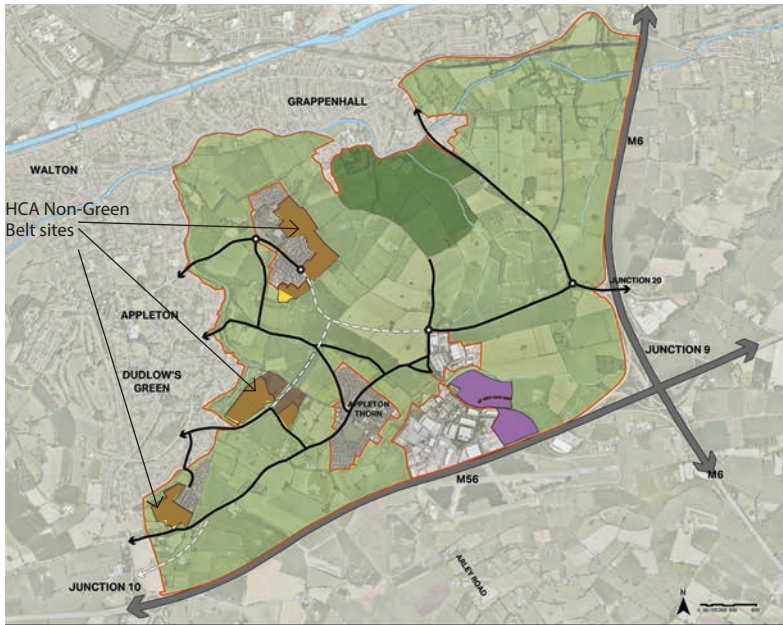 GRAPPENHALL
M6
WALTON
HCA Non-Green
Belt sites
JUNCTION 20
APPLETON
JUNCTION 9
DUDLOW'S
GREEN
APPLETON
THORN
M56
M6
ARLEY ROAD
JUNCTION 10
N